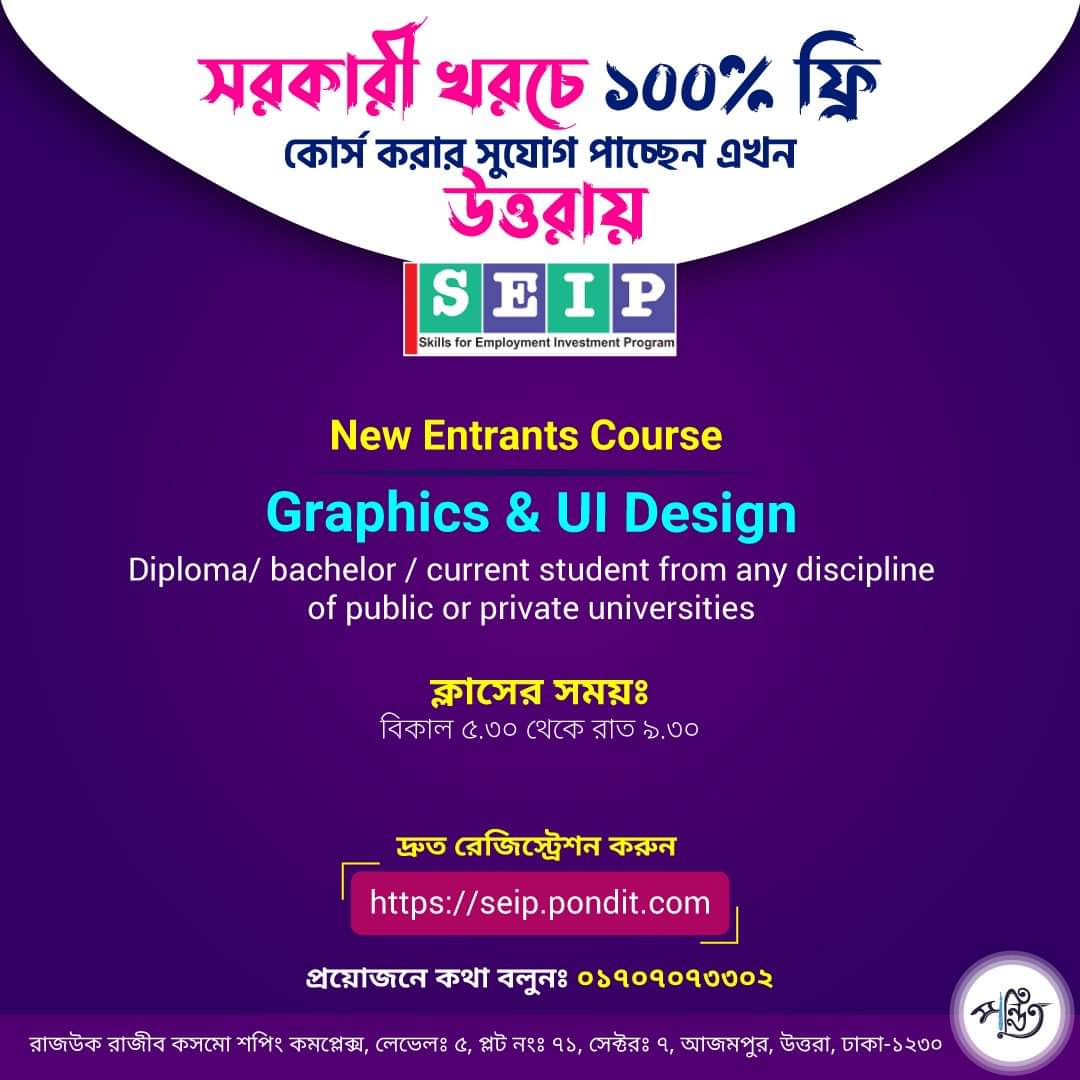 সরকারী খরচে ১০০% ফ্রি
কোর্স করার সুযোগ পাচ্ছেন এখন
উত্তরায়
SEIP
Skills for Employment Investment Program
New Entrants Course
Graphics & UI Design
Diploma/ bachelor / current student from any discipline
of public or private universities
ক্লাসের সময়ঃ
বিকাল ৫.৩০ থেকে রাত ৯.৩০
দ্রুত রেজিস্ট্রেশন করুন
https://seip.pondit.com
প্রয়োজনে কথা বলুনঃ ০১৭০৭০৭৩৩০২
পন্ডিত
রাজউক রাজীব কসমো শপিং কমপ্লেক্স, লেভেলঃ ৫, প্লট নংঃ ৭১, সেক্টরঃ ৭, আজমপুর, উত্তরা, ঢাকা-১২৩০